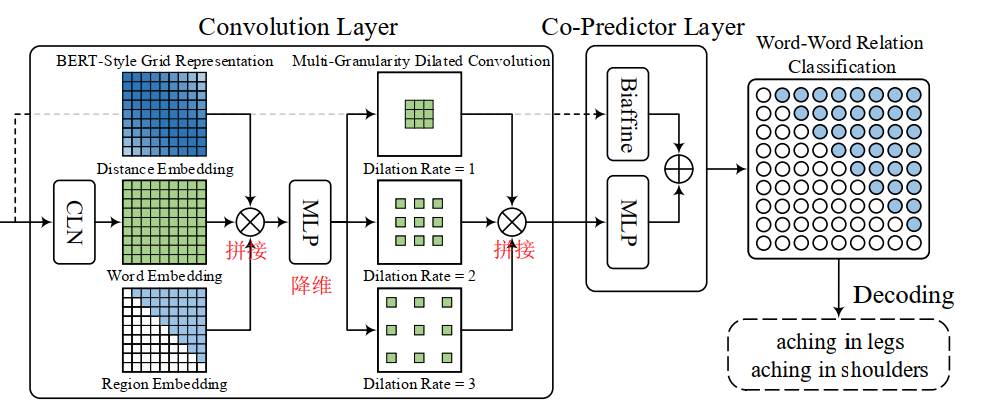 Convolution Layer
BERT-Style Grid Representation
Distance Embedding
CLN
Word Embedding
Region Embedding
拼接
MLP
降维
Multi-Granularity Dilated Convolution
Dilation Rate = 1
Dilation Rate = 2
Dilation Rate = 3
拼接
Co-Predictor Layer
Biaffine
MLP
Word-Word Relation
Classification
Decoding
aching in legs
aching in shoulders